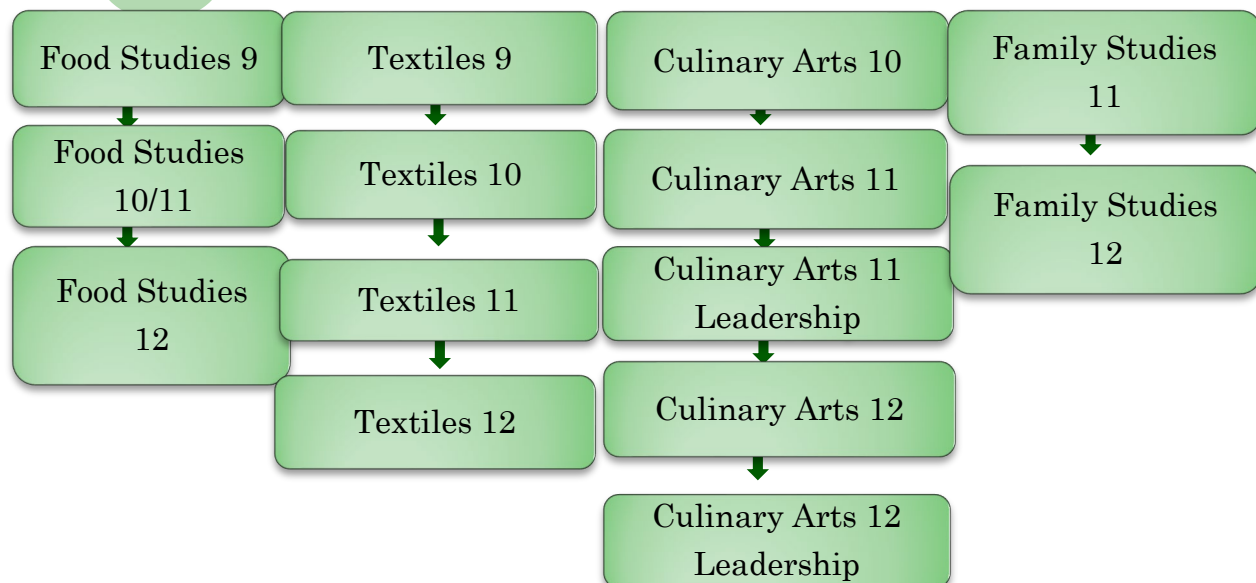 Food Studies 9
Food Studies
10/11
Food Studies
12
Textiles 9
Textiles 10
Textiles 11
Textiles 12
Culinary Arts 10
Culinary Arts 11
Culinary Arts 11
Leadership
Culinary Arts 12
Culinary Arts 12
Leadership
Family Studies
11
Family Studies
12